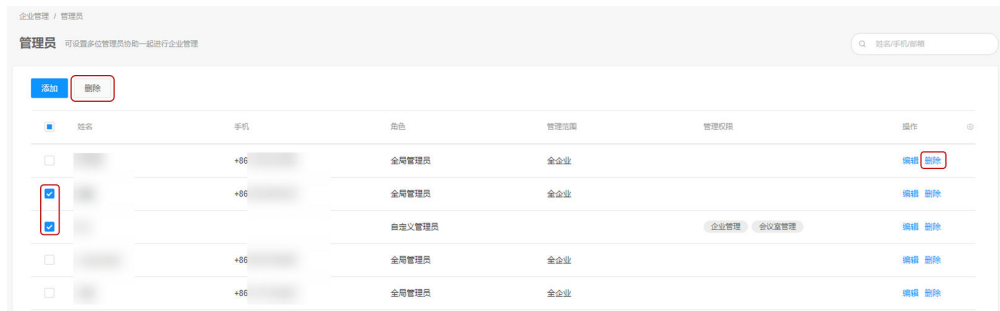 企业管理 / 管理员
管理员 可设置多位管理员协助一起进行企业管理
姓名/手机/邮箱
添加 删除
姓名 手机 角色 管理范围 管理权限 操作
+86 全局管理员 全企业 编辑 删除
+86 全局管理员 全企业 编辑 删除
自定义管理员 企业管理 会议室管理 编辑 删除
+86 全局管理员 全企业 编辑 删除
+86 全局管理员 全企业 编辑 删除